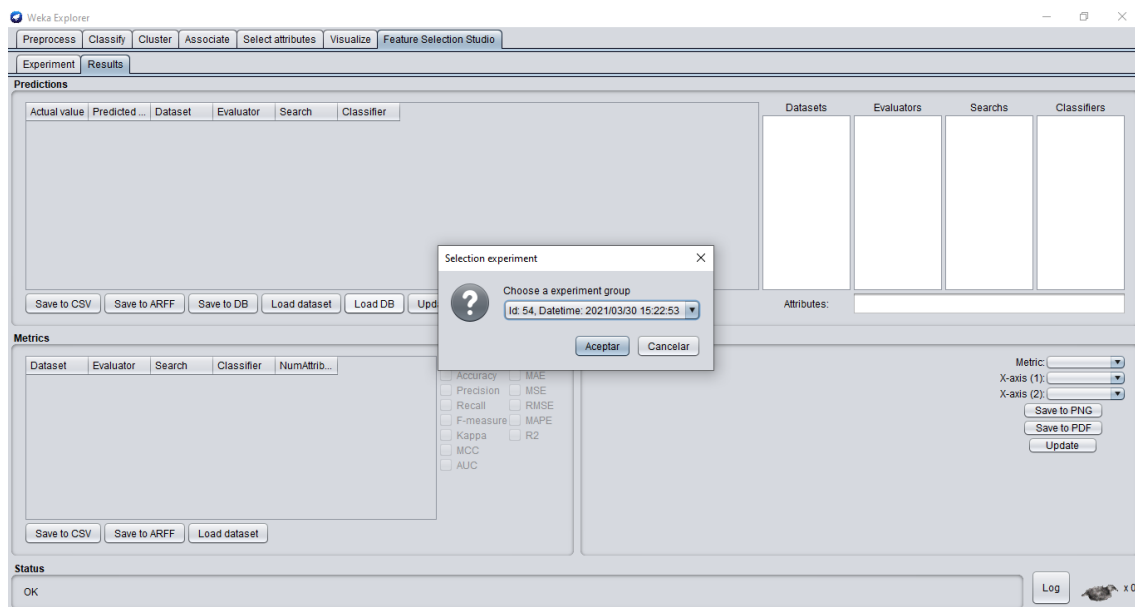 Weka Explorer
Preprocess Classify Cluster Associate Select attributes Visualize Feature Selection Studio
Experiment Results
Predictions
Actual value Predicted ... Dataset Evaluator Search Classifier
Datasets Evaluators Searchs Classifiers
Selection experiment
Choose a experiment group
Id: 54, Datetime: 2021/03/30 15:22:53
Aceptar Cancelar
Save to CSV Save to ARFF Save to DB Load dataset Load DB Upd
Attributes:
Metrics
Dataset Evaluator Search Classifier NumAttrib...
Accuracy MAE
Precision MSE
Recall RMSE
F-measure MAPE
Kappa R2
MCC
AUC
Metric:
X-axis (1):
X-axis (2):
Save to PNG
Save to PDF
Update
Save to CSV Save to ARFF Load dataset
Status
OK
Log x 0